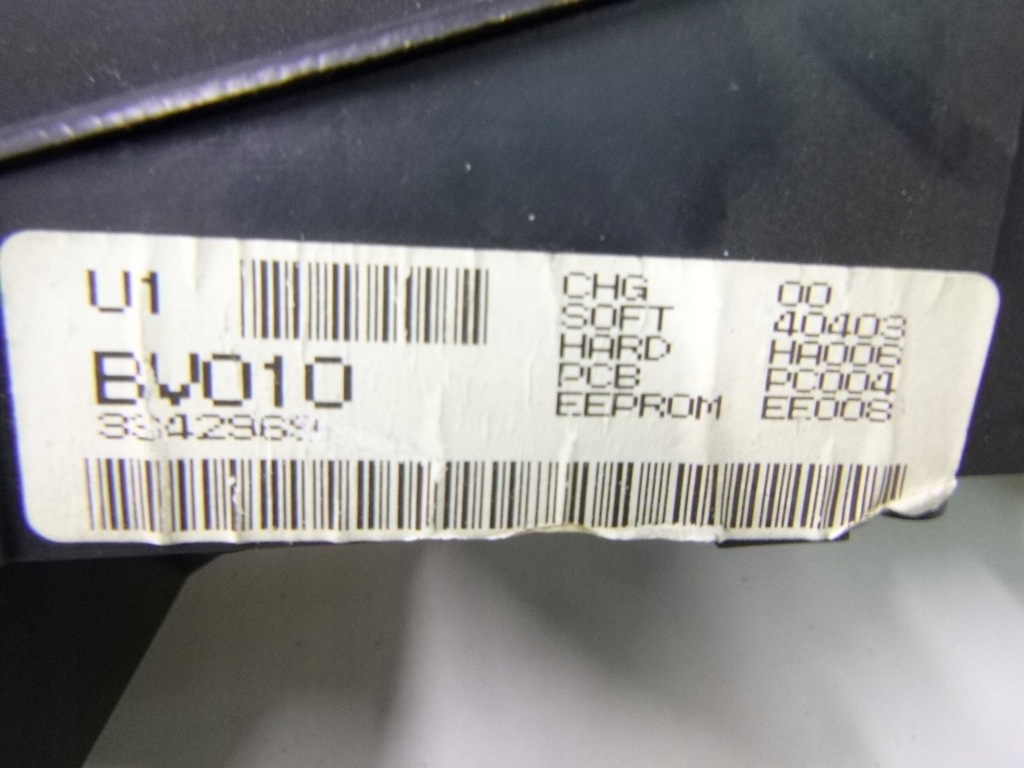 U1
BV010
CHG 00
SOFT 40403
HARD HA006
PCB PC004
EEPROM EE008